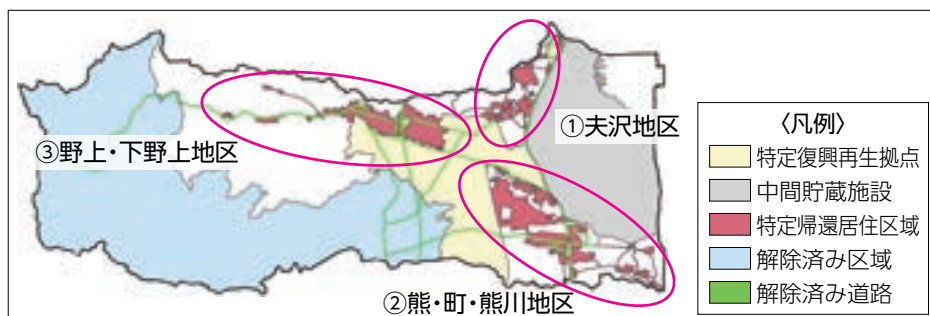 ①夫沢地区
③野上・下野上地区
②熊・町・熊川地区
〈凡例〉
特定復興再生拠点
中間貯蔵施設
特定帰還居住区域
解除済み区域
解除済み道路